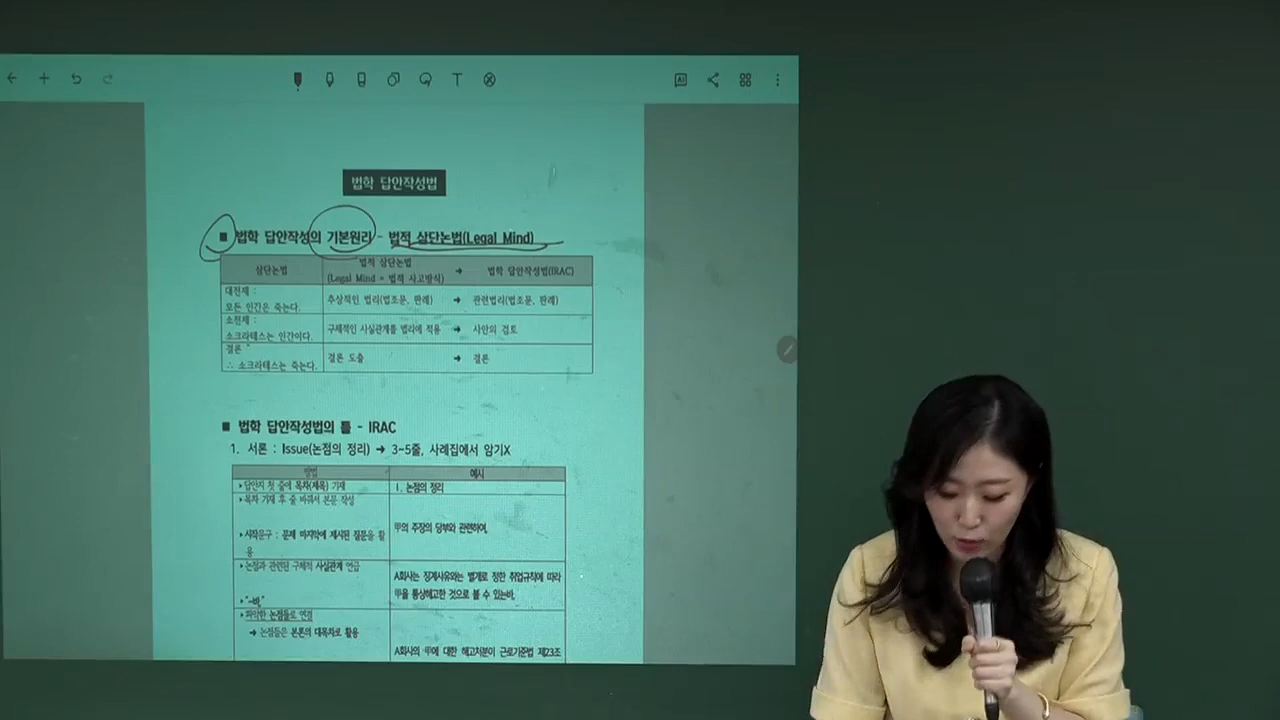 법학 답안작성법
■ 법학 답안작성의 기본원리 - 법적 삼단논법(Legal Mind)
삼단논법 법적 삼단논법 (Legal Mind = 법적 사고방식) → 법학 답안작성법(IRAC)
대전제 :
모든 인간은 죽는다. 추상적인 법리(법조문, 판례) → 관련법리(법조문, 판례)
소전제 :
소크라테스는 인간이다. 구체적인 사실관계를 법리에 적용 → 사안의 검토
결론
∴ 소크라테스는 죽는다. 결론 도출 → 결론
■ 법학 답안작성법의 틀 - IRAC
1. 서론 : Issue(논점의 정리) → 3~5줄, 사례집에서 암기X
방법 예시
▸답안지 첫 줄에 목차(제목) 기재 Ⅰ. 논점의 정리
▸목차 기재 후 줄 바꿔서 본문 작성
▸시작문구 : 문제 마지막에 제시된 질문을 활용 甲의 주장의 당부와 관련하여,
▸논점과 관련된 구체적 사실관계 언급
▸"~바," A회사는 징계사유와는 별개로 정한 취업규칙에 따라
甲을 통상해고한 것으로 볼 수 있는바,
▸파악한 논점들로 연결
→ 논점들은 본론의 대목차로 활용
A회사의 甲에 대한 해고처분이 근로기준법 제23조